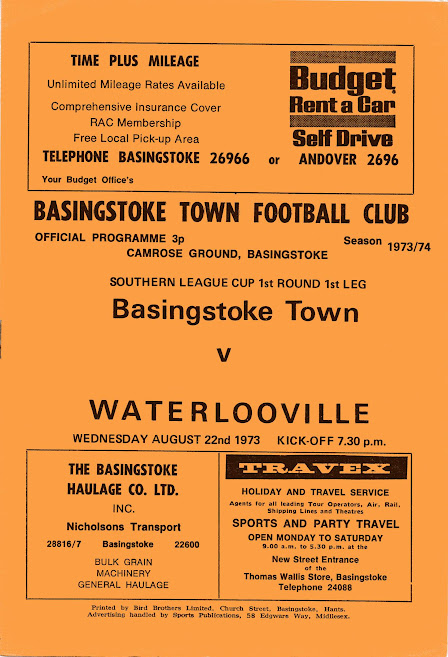 TIME PLUS MILEAGE
Unlimited Mileage Rates Available
Comprehensive Insurance Cover
RAC Membership
Free Local Pick-up Area
Budget
Rent a Car
Self Drive
TELEPHONE BASINGSTOKE 26966 or ANDOVER 2696
Your Budget Office's
BASINGSTOKE TOWN FOOTBALL CLUB
OFFICIAL PROGRAMME 3p
Season 1973/74
CAMROSE GROUND, BASINGSTOKE
SOUTHERN LEAGUE CUP 1st ROUND 1st LEG
Basingstoke Town
v
WATERLOOVILLE
WEDNESDAY AUGUST 22nd 1973 KICK-OFF 7.30 p.m.
THE BASINGSTOKE
HAULAGE CO. LTD.
INC.
Nicholsons Transport
28816/7 Basingstoke 22600
BULK GRAIN
MACHINERY
GENERAL HAULAGE
TRAVEX
HOLIDAY AND TRAVEL SERVICE
Agents for all leading Tour Operators, Air, Rail,
Shipping Lines and Theatres
SPORTS AND PARTY TRAVEL
OPEN MONDAY TO SATURDAY
9.00 a.m. to 5.30 p.m. at the
New Street Entrance
of the
Thomas Wallis Store, Basingstoke
Telephone 24088
Printed by Bird Brothers Limited, Church Street, Basingstoke, Hants.
Advertising handled by Sports Publications, 58 Edgware Way, Middlesex.